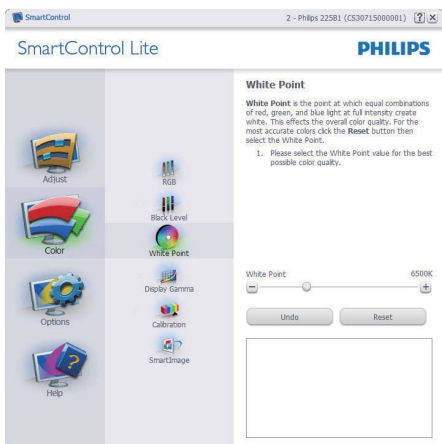 SmartControl
2 - Philips 225B1 (CS30715000001)
SmartControl Lite
PHILIPS
Adjust
Color
Options
Help
RGB
Black Level
White Point
Display Gamma
Calibration
SmartImage
White Point
White Point is the point at which equal combinations
of red, green, and blue light at full intensity create
white. This effects the overall color quality. For the
most accurate colors click the Reset button then
select the White Point.
1. Please select the White Point value for the best
possible color quality.
White Point 6500K
Undo Reset